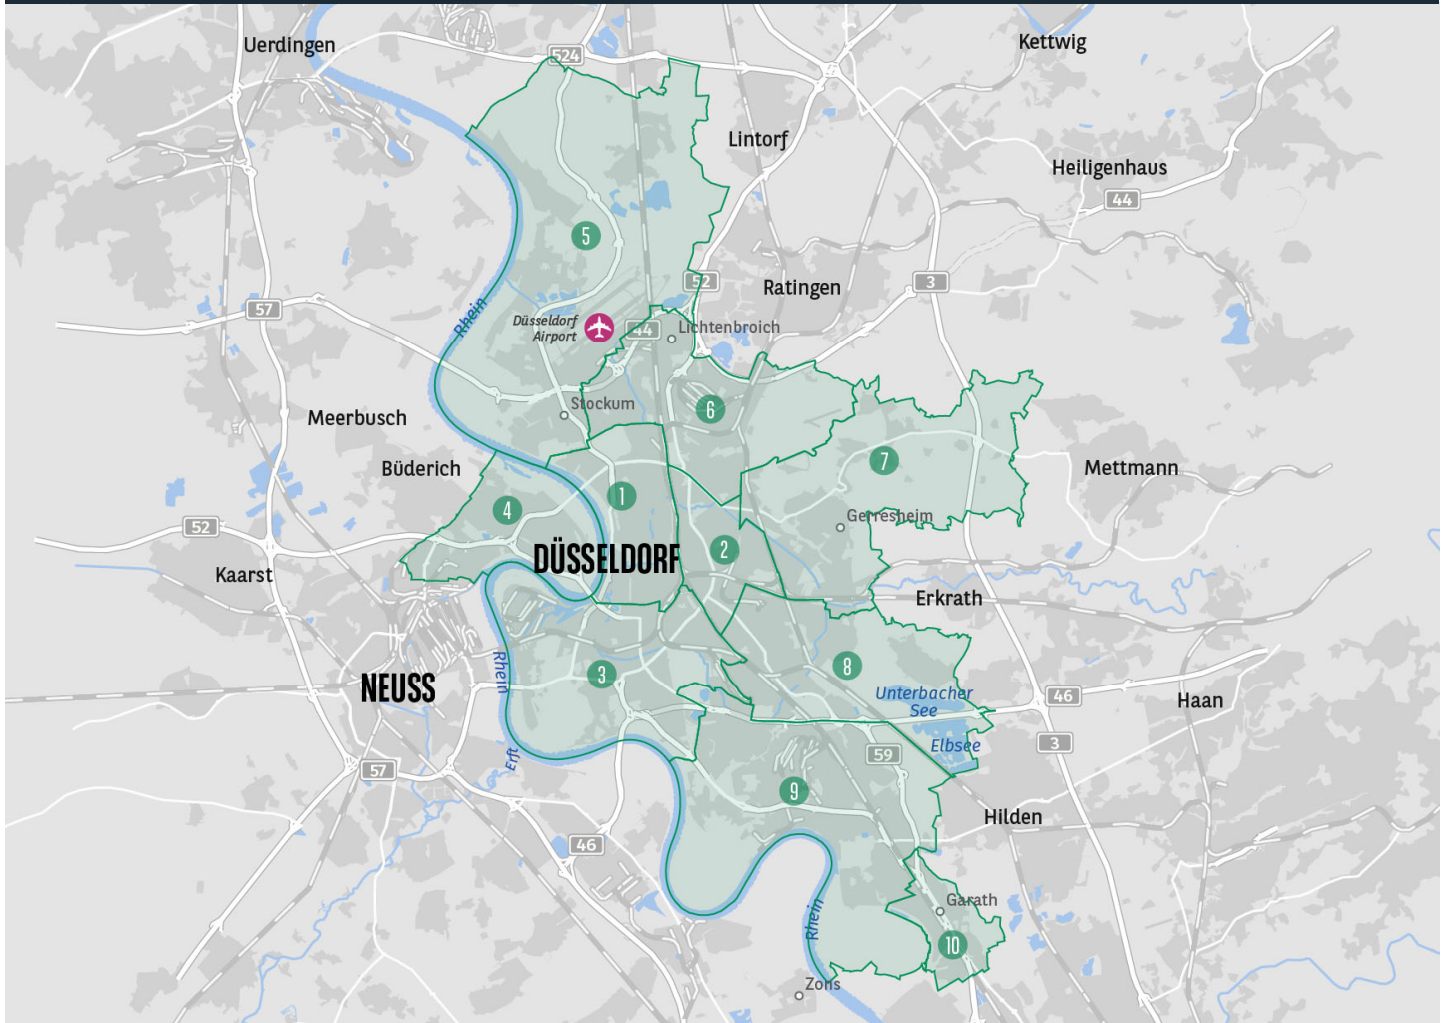 Uerdingen
524
Kettwig
Lintorf
Heiligenhaus
44
5
52
3
Ratingen
57
Rhein
Düsseldorf
Airport
44
Lichtenbroich
Meerbusch
Stockum
6
Büderich
7
Mettmann
4
1
Gerresheim
52
2
DÜSSELDORF
Kaarst
Erkrath
Rhein
3
8
NEUSS
Unterbacher
See
46
Haan
Elbsee
3
Erft
59
57
9
Hilden
46
Garath
Rhein
10
Zons